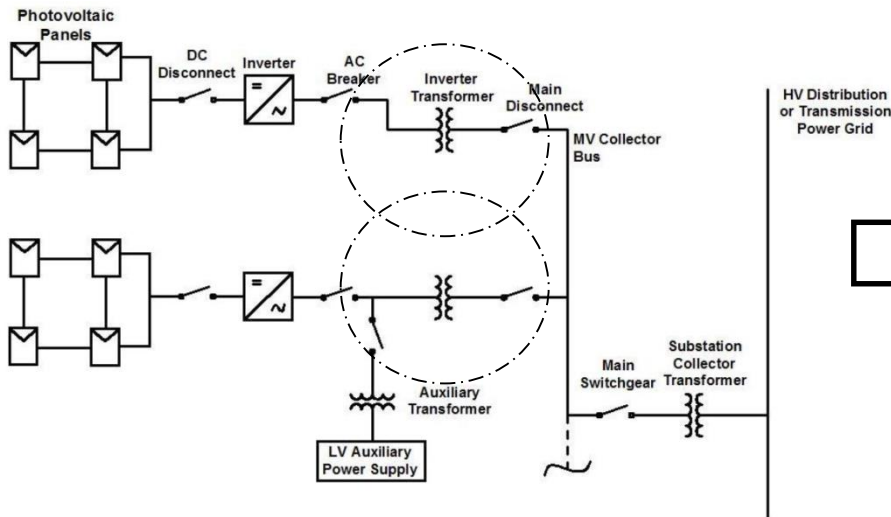 Photovoltaic
Panels
DC
Disconnect
Inverter
AC
Breaker
Inverter
Transformer
Main
Disconnect
MV Collector
Bus
HV Distribution
or Transmission
Power Grid
Auxiliary
Transformer
LV Auxiliary
Power Supply
Main
Switchgear
Substation
Collector
Transformer